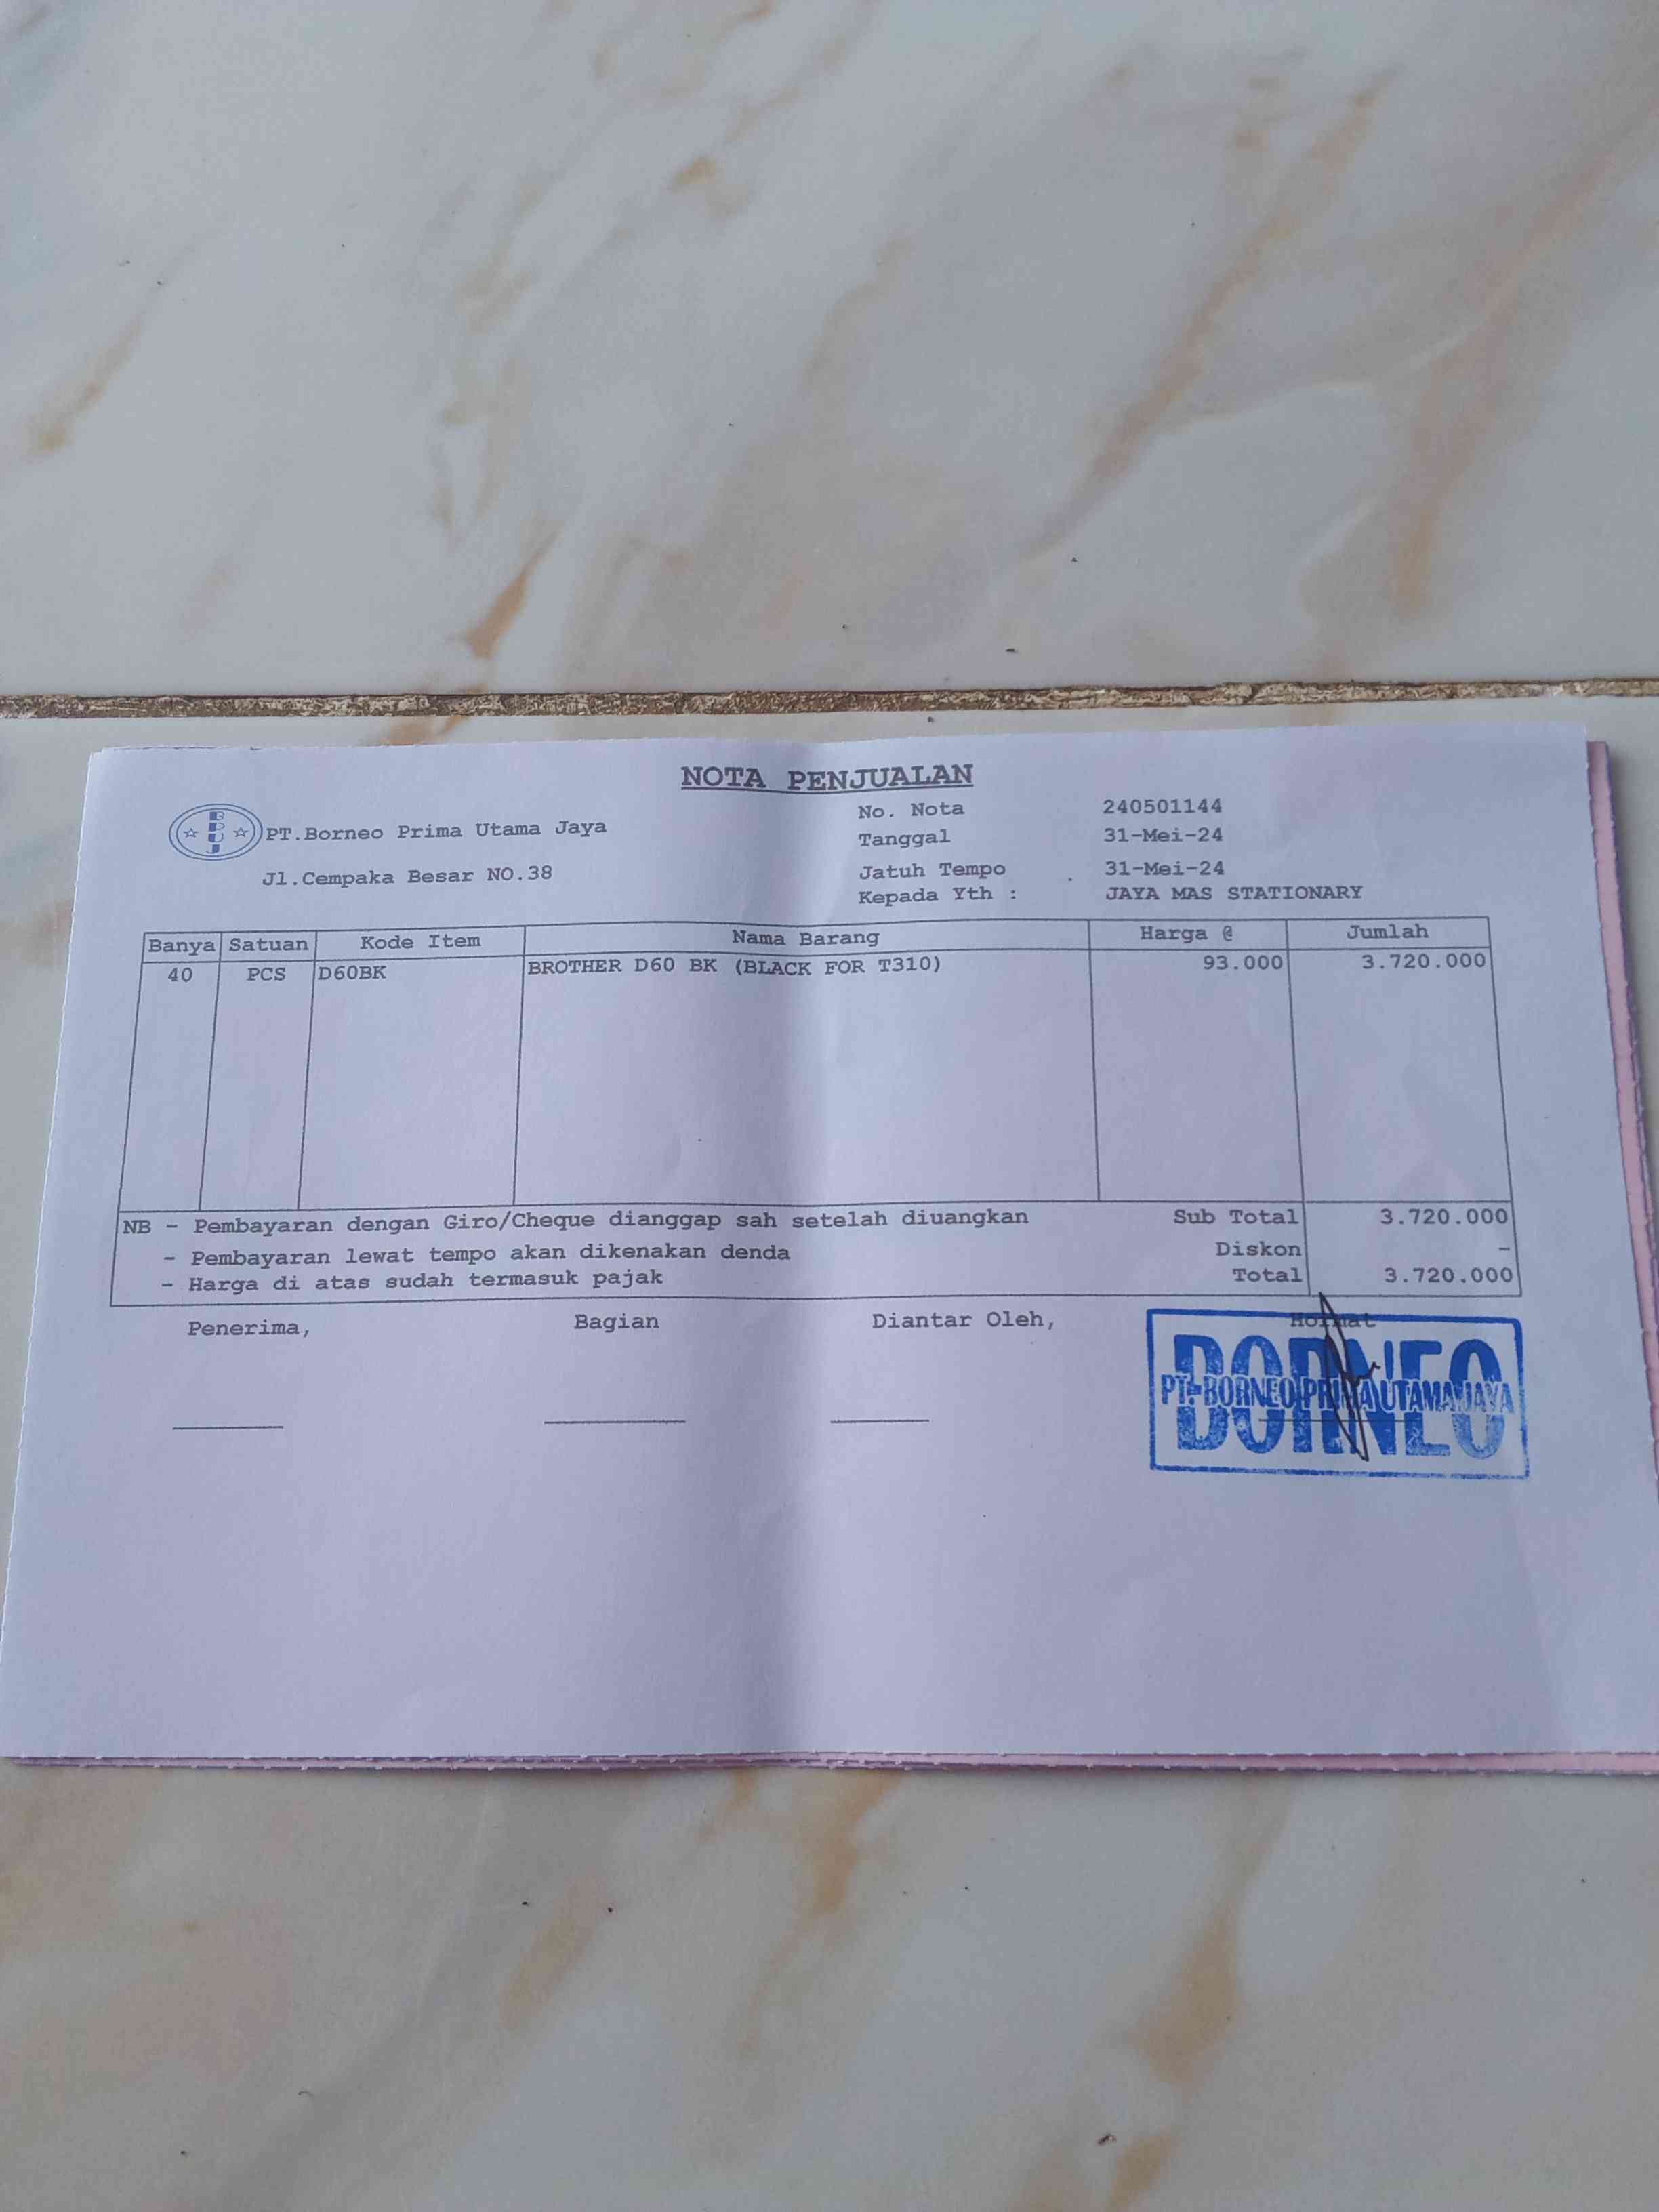 NOTA PENJUALAN
BPUJ
PT.Borneo Prima Utama Jaya
Jl.Cempaka Besar NO.38
No. Nota 240501144
Tanggal 31-Mei-24
Jatuh Tempo 31-Mei-24
Kepada Yth : JAYA MAS STATIONARY
Banya Satuan Kode Item Nama Barang Harga @ Jumlah
40 PCS D60BK BROTHER D60 BK (BLACK FOR T310) 93.000 3.720.000
NB - Pembayaran dengan Giro/Cheque dianggap sah setelah diuangkan Sub Total 3.720.000
- Pembayaran lewat tempo akan dikenakan denda Diskon -
- Harga di atas sudah termasuk pajak Total 3.720.000
Penerima, Bagian Diantar Oleh, Hormat
BORNEO
PT. BORNEO PRIMA UTAMA JAYA